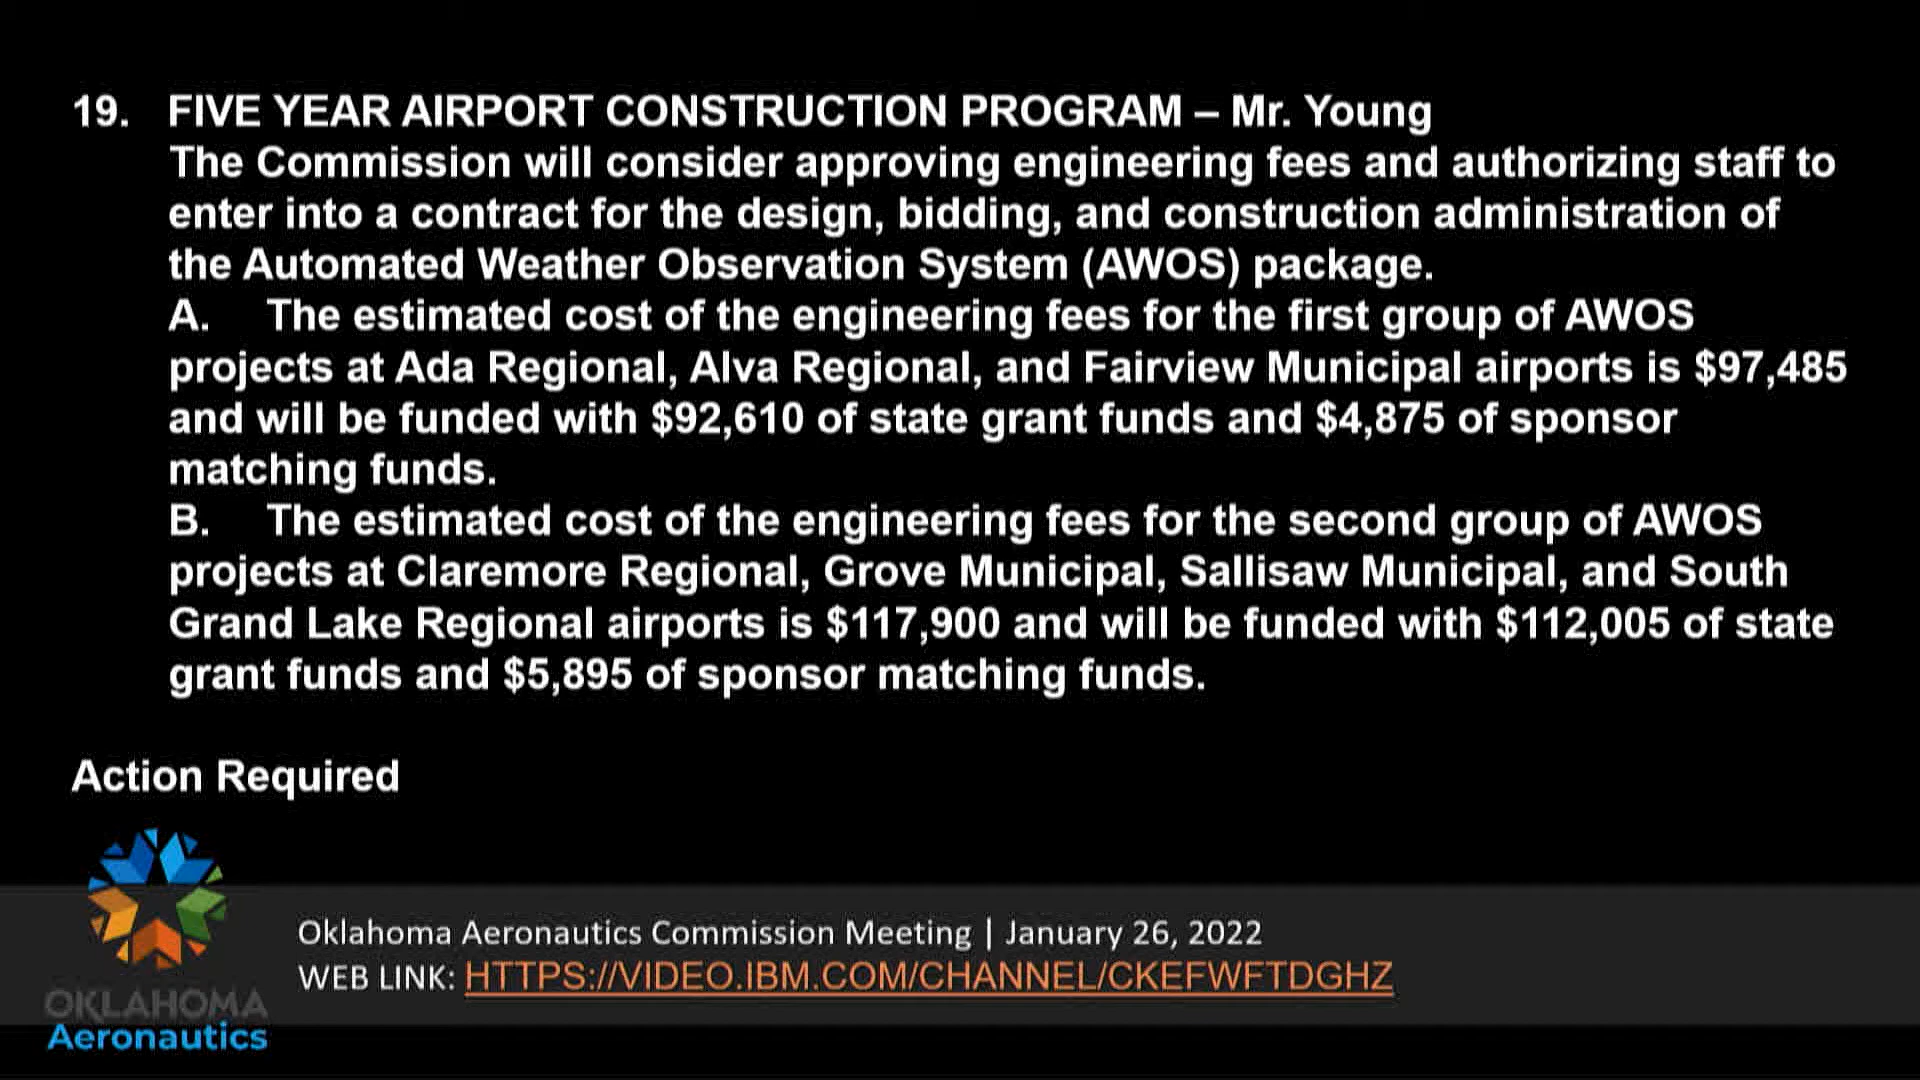 19. FIVE YEAR AIRPORT CONSTRUCTION PROGRAM – Mr. Young
The Commission will consider approving engineering fees and authorizing staff to
enter into a contract for the design, bidding, and construction administration of
the Automated Weather Observation System (AWOS) package.
A. The estimated cost of the engineering fees for the first group of AWOS
projects at Ada Regional, Alva Regional, and Fairview Municipal airports is $97,485
and will be funded with $92,610 of state grant funds and $4,875 of sponsor
matching funds.
B. The estimated cost of the engineering fees for the second group of AWOS
projects at Claremore Regional, Grove Municipal, Sallisaw Municipal, and South
Grand Lake Regional airports is $117,900 and will be funded with $112,005 of state
grant funds and $5,895 of sponsor matching funds.
Action Required
Oklahoma Aeronautics Commission Meeting | January 26, 2022
WEB LINK: HTTPS://VIDEO.IBM.COM/CHANNEL/CKEFWFTDGHZ
OKLAHOMA
Aeronautics